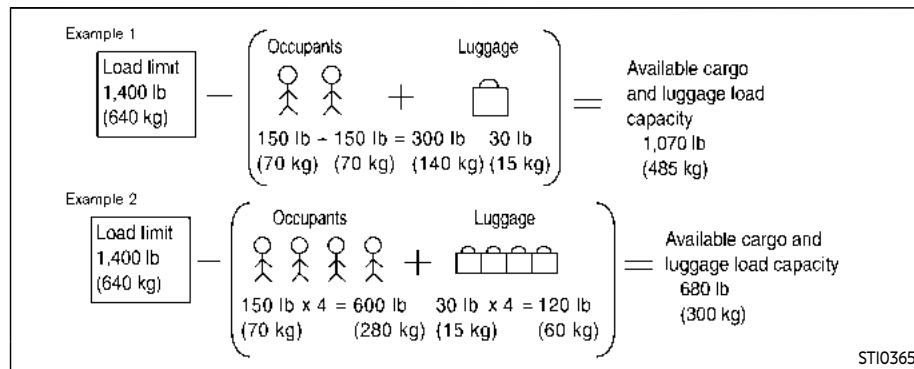 Example 1
Load limit
1,400 lb
(640 kg)
Occupants
Luggage
150 lb + 150 lb = 300 lb 30 lb
(70 kg) (70 kg) (140 kg) (15 kg)
Available cargo
and luggage load
capacity
1,070 lb
(485 kg)
Example 2
Load limit
1,400 lb
(640 kg)
Occupants
Luggage
150 lb x 4 = 600 lb 30 lb x 4 = 120 lb
(70 kg) (280 kg) (15 kg) (60 kg)
Available cargo and
luggage load capacity
680 lb
(300 kg)
STI0365